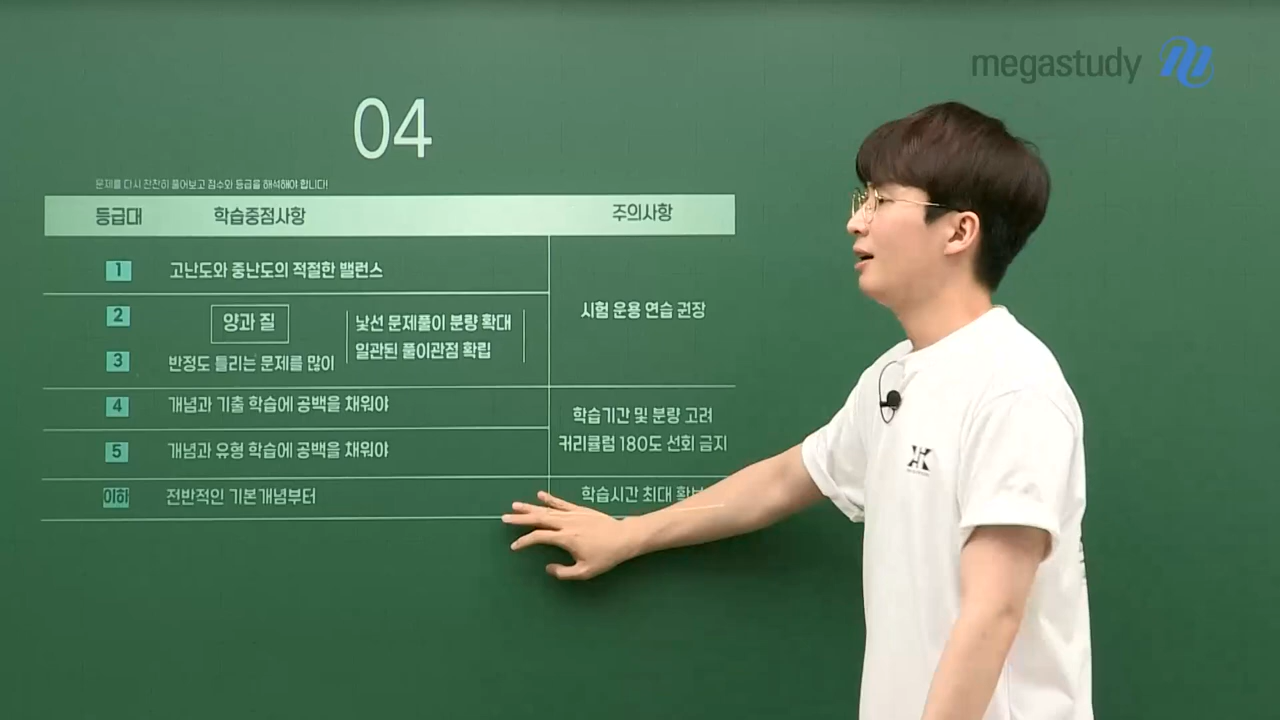 megastudy
04
문제를 다시 찬찬히 풀어보고 점수와 등급을 해석해야 합니다!
등급대 학습중점사항 주의사항
1 고난도와 중난도의 적절한 밸런스
시험 운용 연습 권장
2 양과 질
낯선 문제풀이 분량 확대
일관된 풀이관점 확립
3 반정도 틀리는 문제를 많이
4 개념과 기출 학습에 공백을 채워야
학습기간 및 분량 고려
커리큘럼 180도 선회 금지
5 개념과 유형 학습에 공백을 채워야
이하 전반적인 기본개념부터
학습시간 최대